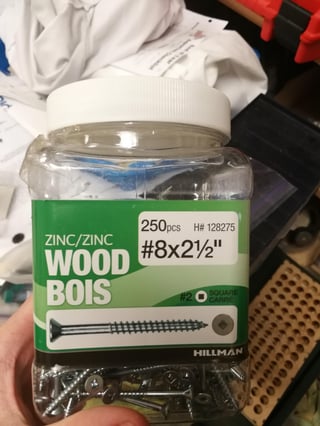 250pcs H# 128275
#8x2½"
ZINC/ZINC
WOOD
BOIS
#2 SQUARE
CARRÉ
HILLMAN